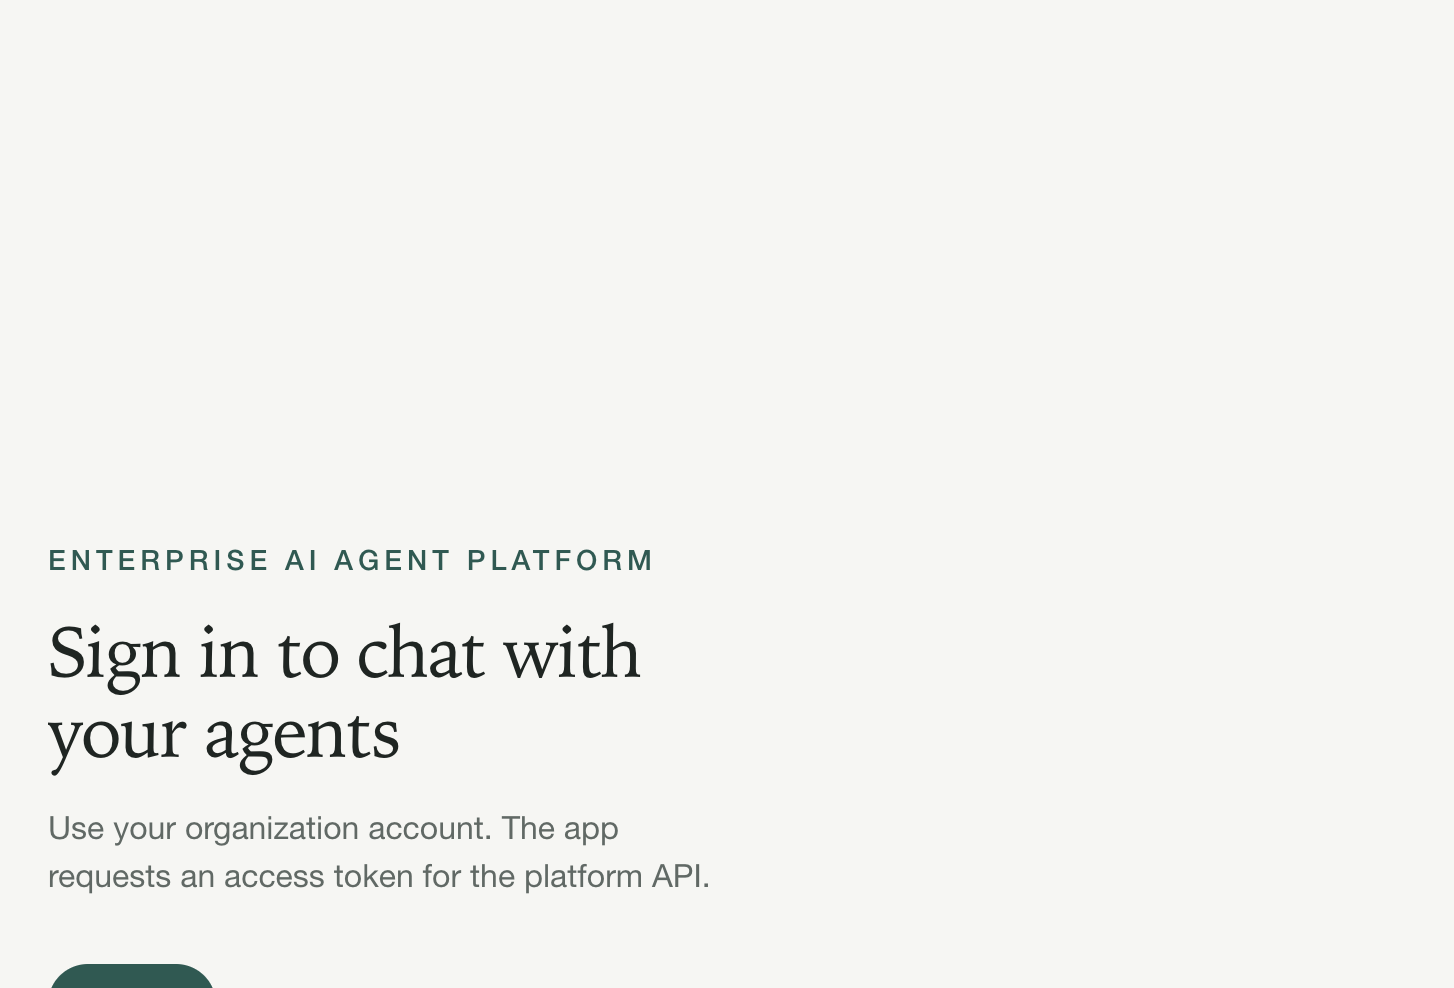 ENTERPRISE AI AGENT PLATFORM
Sign in to chat with
your agents
Use your organization account. The app
requests an access token for the platform API.